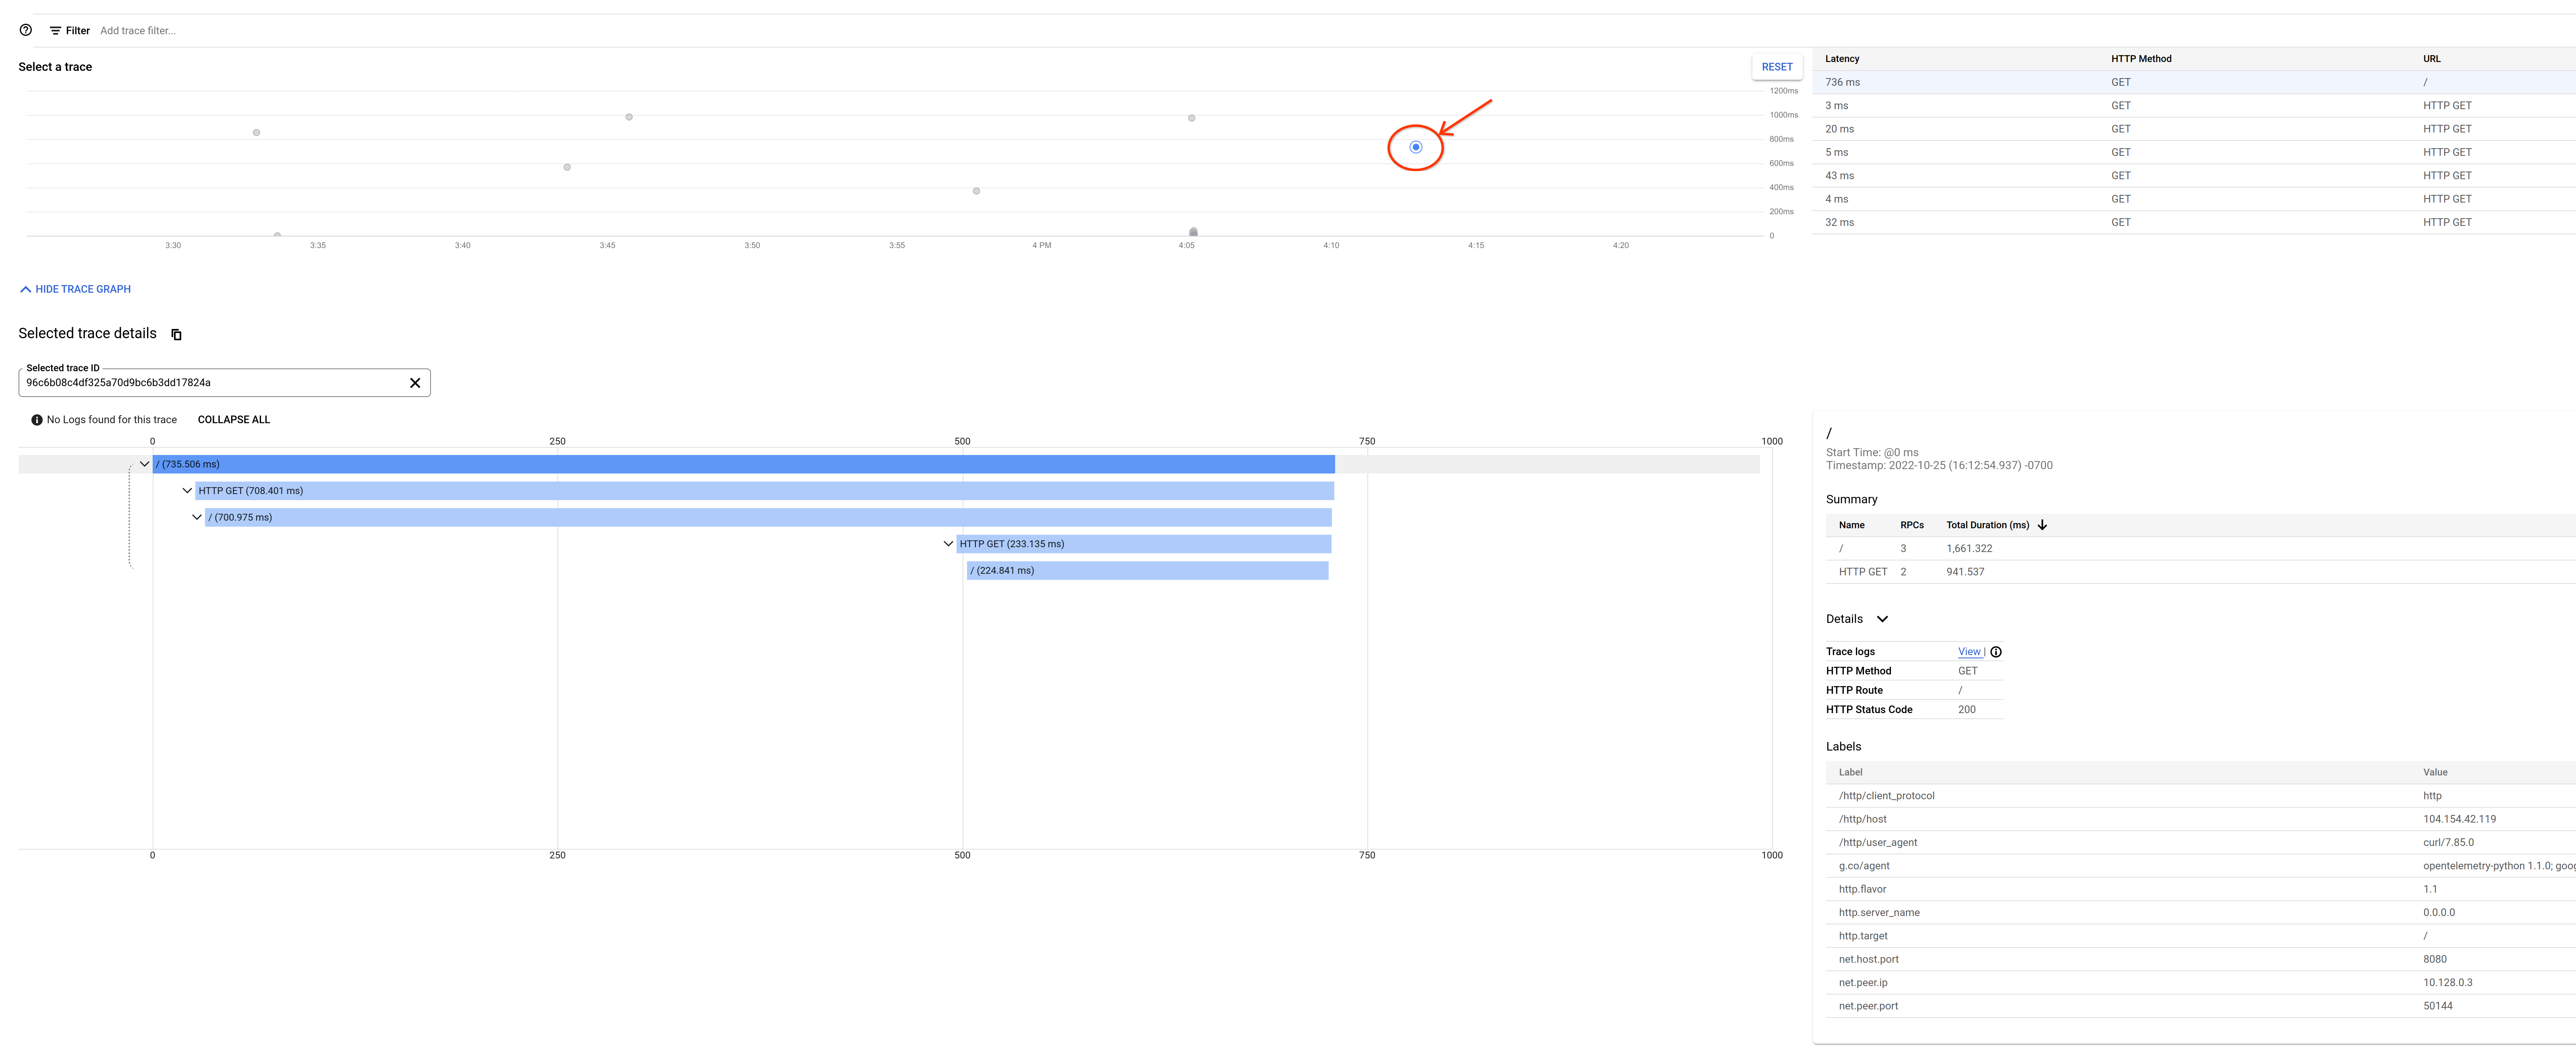 Filter Add trace filter...
Select a trace
RESET
1200ms
1000ms
800ms
600ms
400ms
200ms
0
3:30 3:35 3:40 3:45 3:50 3:55 4 PM 4:05 4:10 4:15 4:20
Latency HTTP Method URL
736 ms GET /
3 ms GET HTTP GET
20 ms GET HTTP GET
5 ms GET HTTP GET
43 ms GET HTTP GET
4 ms GET HTTP GET
32 ms GET HTTP GET
HIDE TRACE GRAPH
Selected trace details
Selected trace ID
96c6b08c4df325a70d9bc6b3dd17824a
No Logs found for this trace COLLAPSE ALL
0 250 500 750 1000
/ (735.506 ms)
HTTP GET (708.401 ms)
/ (700.975 ms)
HTTP GET (233.135 ms)
/ (224.841 ms)
0 250 500 750 1000
/
Start Time: @0 ms
Timestamp: 2022-10-25 (16:12:54.937) -0700
Summary
Name RPCs Total Duration (ms)
/ 3 1,661.322
HTTP GET 2 941.537
Details
Trace logs View |
HTTP Method GET
HTTP Route /
HTTP Status Code 200
Labels
Label Value
/http/client_protocol http
/http/host 104.154.42.119
/http/user_agent curl/7.85.0
g.co/agent opentelemetry-python 1.1.0; goog
http.flavor 1.1
http.server_name 0.0.0.0
http.target /
net.host.port 8080
net.peer.ip 10.128.0.3
net.peer.port 50144